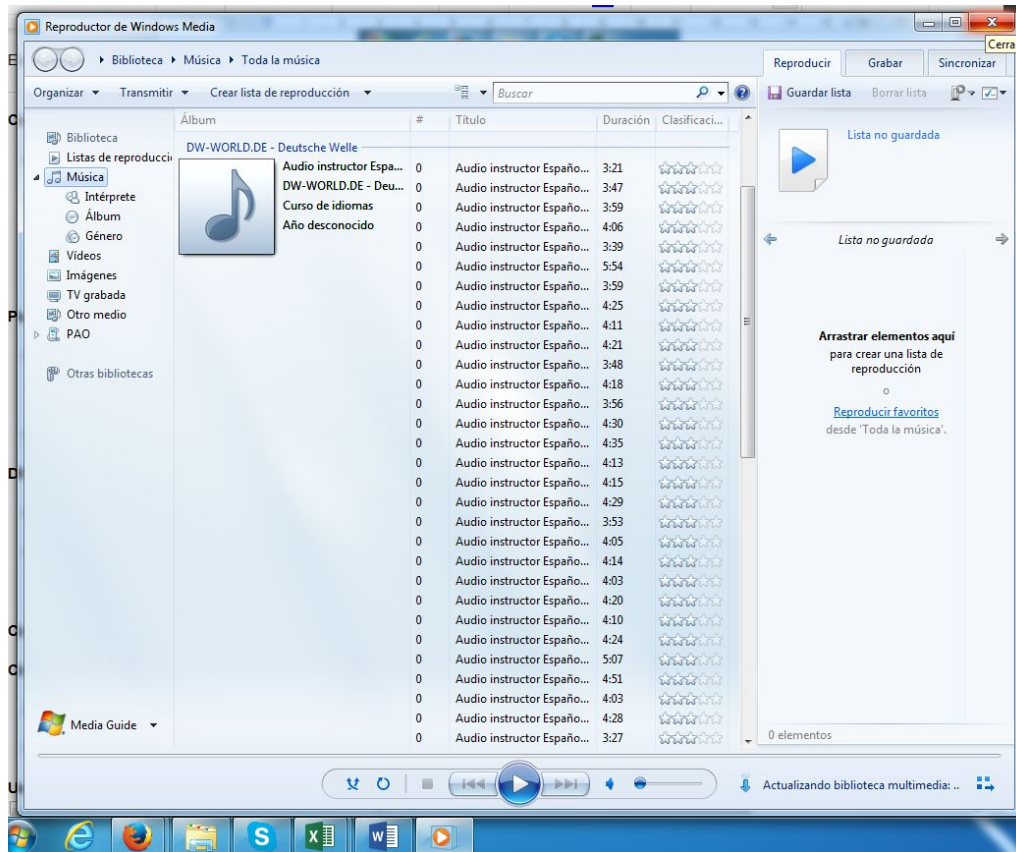 Reproductor de Windows Media
Cerra
Biblioteca Música Toda la música
Reproducir Grabar Sincronizar
Organizar Transmitir Crear lista de reproducción Buscar
Guardar lista Borrar lista
Álbum # Título Duración Clasificaci...
Biblioteca
Listas de reproducci
Música
Intérprete
Álbum
Género
Vídeos
Imágenes
TV grabada
Otro medio
PAO
Otras bibliotecas
Media Guide
DW-WORLD.DE - Deutsche Welle
Audio instructor Espa...
DW-WORLD.DE - Deu...
Curso de idiomas
Año desconocido
0 Audio instructor Españo... 3:21
0 Audio instructor Españo... 3:47
0 Audio instructor Españo... 3:59
0 Audio instructor Españo... 4:06
0 Audio instructor Españo... 3:39
0 Audio instructor Españo... 5:54
0 Audio instructor Españo... 3:59
0 Audio instructor Españo... 4:25
0 Audio instructor Españo... 4:11
0 Audio instructor Españo... 4:21
0 Audio instructor Españo... 3:48
0 Audio instructor Españo... 4:18
0 Audio instructor Españo... 3:56
0 Audio instructor Españo... 4:30
0 Audio instructor Españo... 4:35
0 Audio instructor Españo... 4:13
0 Audio instructor Españo... 4:15
0 Audio instructor Españo... 4:29
0 Audio instructor Españo... 3:53
0 Audio instructor Españo... 4:05
0 Audio instructor Españo... 4:14
0 Audio instructor Españo... 4:03
0 Audio instructor Españo... 4:20
0 Audio instructor Españo... 4:10
0 Audio instructor Españo... 4:24
0 Audio instructor Españo... 5:07
0 Audio instructor Españo... 4:51
0 Audio instructor Españo... 4:03
0 Audio instructor Españo... 4:28
0 Audio instructor Españo... 3:27
Lista no guardada
Lista no guardada
Arrastrar elementos aquí
para crear una lista de
reproducción
o
Reproducir favoritos
desde 'Toda la música'.
0 elementos
Actualizando biblioteca multimedia: ..